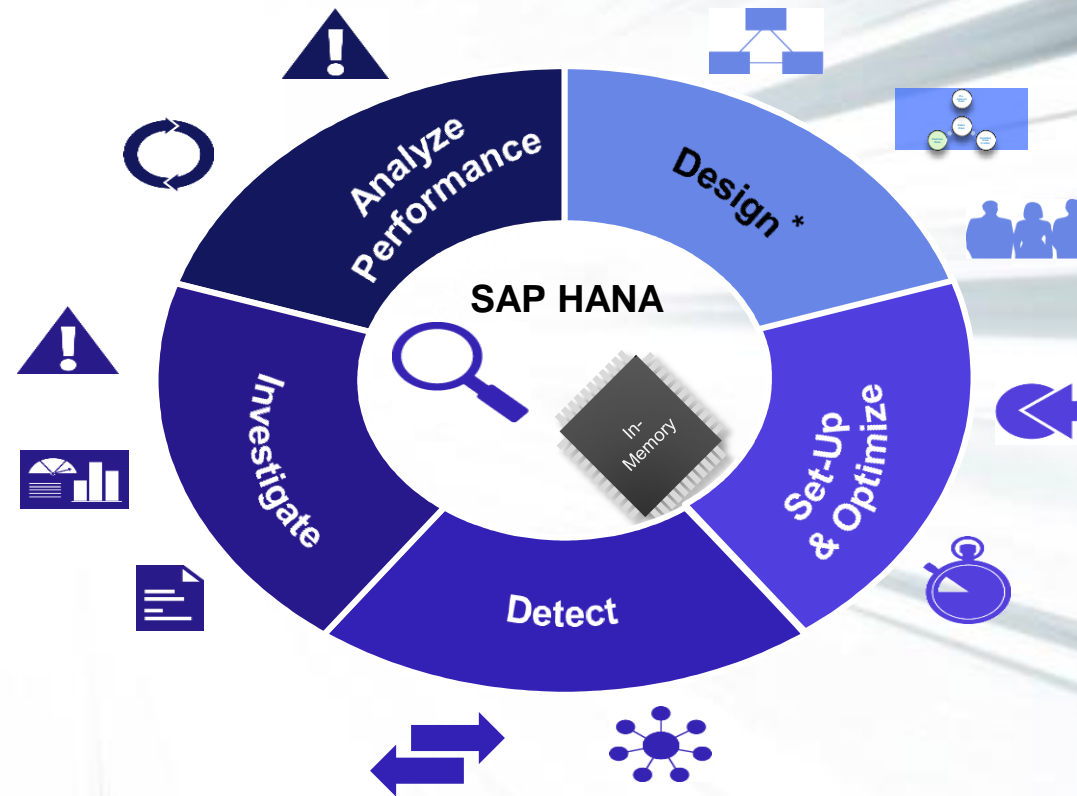 Analyze
Performance
Design *
SAP HANA
In-
Memory
Set-Up
& Optimize
Investigate
Detect